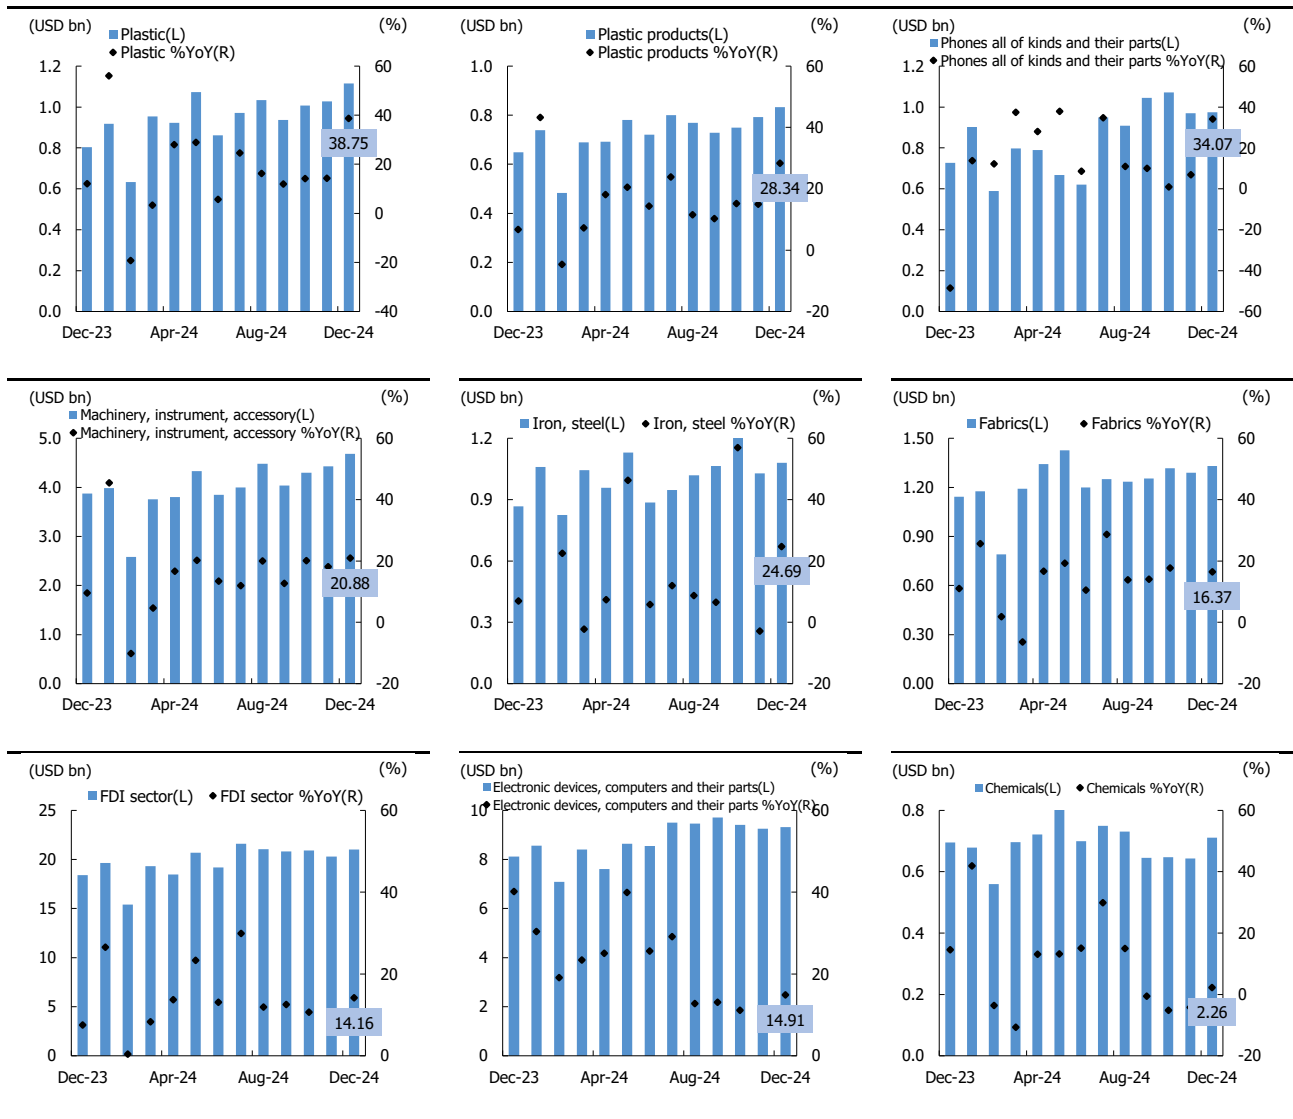 (USD bn) (%)
Plastic(L)
Plastic %YoY(R)
1.2 60
1.0 40
0.8 20
0.6 0
0.4 -20
0.2
0.0 -40
38.75
Dec-23 Apr-24 Aug-24 Dec-24
(USD bn) (%)
Plastic products(L)
Plastic products %YoY(R)
1.0 60
0.8 40
0.6 20
0.4
0.2 0
0.0 -20
28.34
Dec-23 Apr-24 Aug-24 Dec-24
(USD bn) (%)
Phones all of kinds and their parts(L)
Phones all of kinds and their parts %YoY(R)
1.2 60
1.0 40
0.8 20
0.6 0
0.4 -20
0.2 -40
0.0 -60
34.07
Dec-23 Apr-24 Aug-24 Dec-24
(USD bn) (%)
Machinery, instrument, accessory(L)
Machinery, instrument, accessory %YoY(R)
5.0 60
4.0 40
3.0 20
2.0
1.0 0
0.0 -20
20.88
Dec-23 Apr-24 Aug-24 Dec-24
(USD bn) (%)
Iron, steel(L) Iron, steel %YoY(R)
1.2 60
0.9 40
0.6 20
0.3 0
0.0 -20
24.69
Dec-23 Apr-24 Aug-24 Dec-24
(USD bn) (%)
Fabrics(L) Fabrics %YoY(R)
1.50 60
1.20 40
0.90 20
0.60
0.30 0
0.00 -20
16.37
Dec-23 Apr-24 Aug-24 Dec-24
(USD bn) (%)
FDI sector(L) FDI sector %YoY(R)
25 60
20 40
15
10 20
5
0 0
14.16
Dec-23 Apr-24 Aug-24 Dec-24
(USD bn) (%)
Electronic devices, computers and their parts(L)
Electronic devices, computers and their parts %YoY(R)
10 60
8 40
6
4 20
2
0 0
14.91
Dec-23 Apr-24 Aug-24 Dec-24
(USD bn) (%)
Chemicals(L) Chemicals %YoY(R)
0.8 60
0.6 40
0.4 20
0.2 0
0.0 -20
2.26
Dec-23 Apr-24 Aug-24 Dec-24